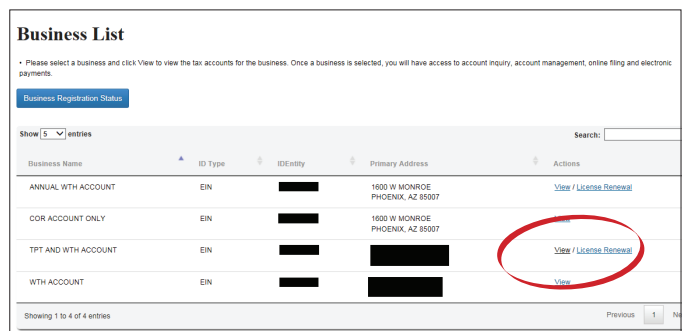 Business List
• Please select a business and click View to view the tax accounts for the business. Once a business is selected, you will have access to account inquiry, account management, online filing and electronic
payments.
Business Registration Status
Show 5 entries Search:
Business Name ID Type IDEntity Primary Address Actions
ANNUAL WTH ACCOUNT EIN 1600 W MONROE View / License Renewal
PHOENIX, AZ 85007
COR ACCOUNT ONLY EIN 1600 W MONROE View
PHOENIX, AZ 85007
TPT AND WTH ACCOUNT EIN View / License Renewal
WTH ACCOUNT EIN View
Showing 1 to 4 of 4 entries Previous 1 Ne